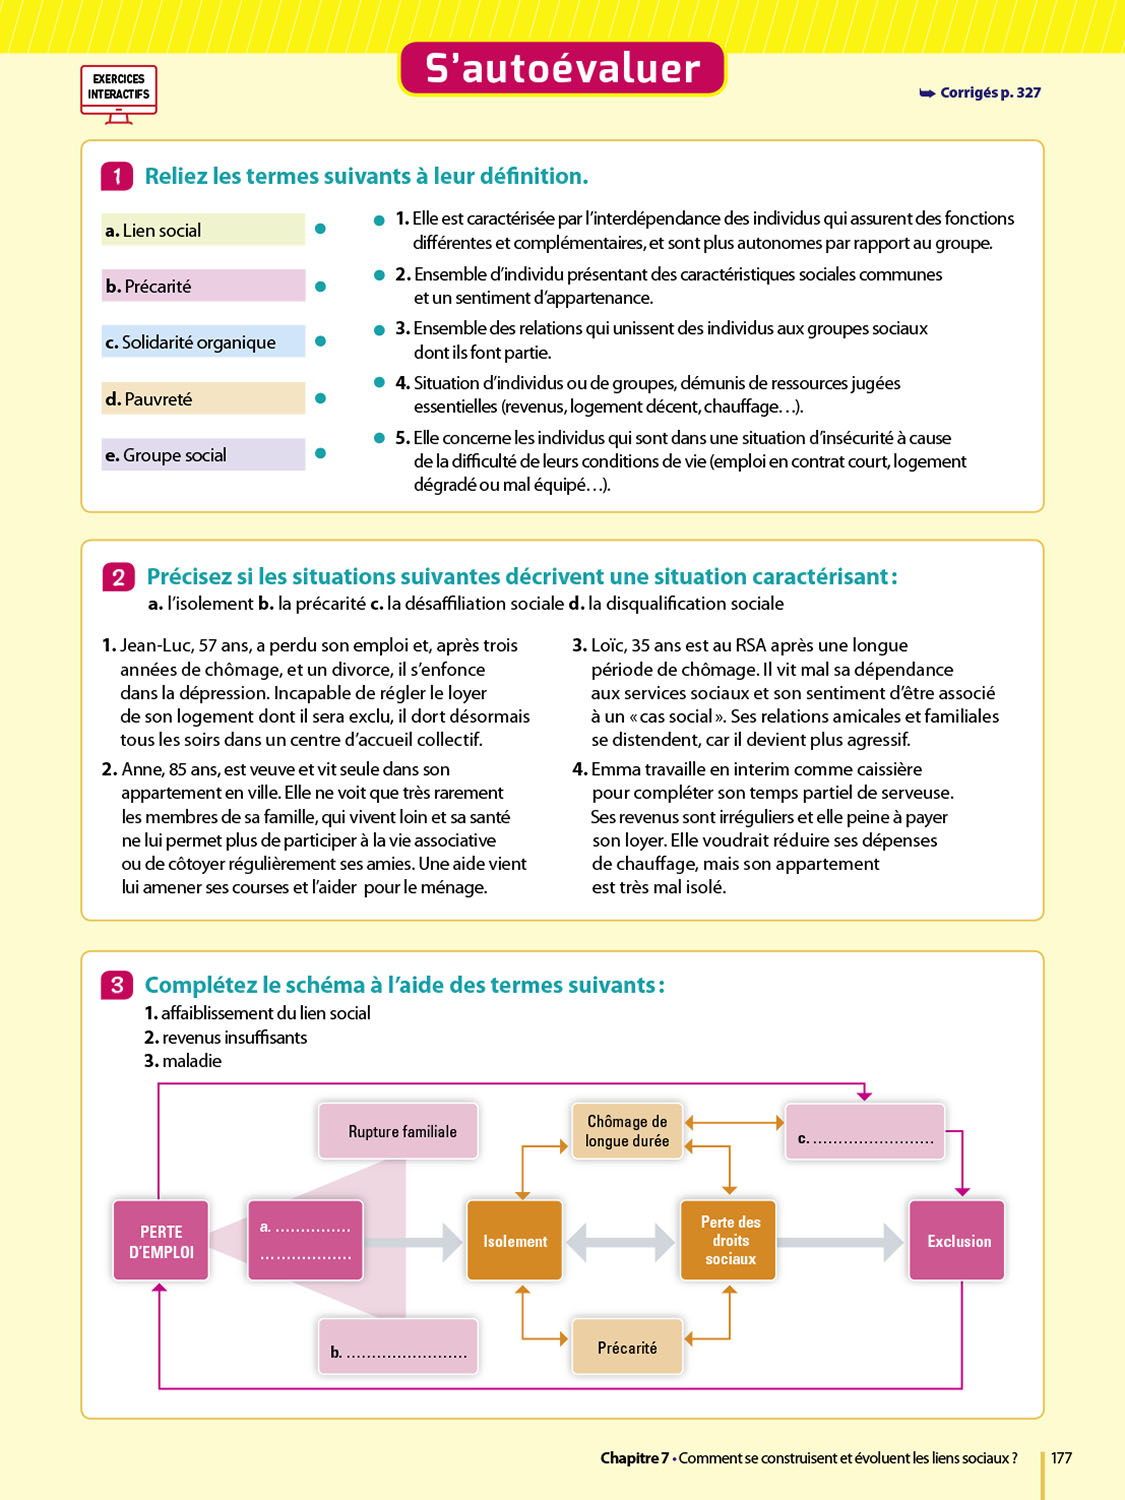 S'autoévaluer
EXERCICES
INTERACTIFS
➥ Corrigés p. 327
1 Reliez les termes suivants à leur définition.
a. Lien social
b. Précarité
c. Solidarité organique
d. Pauvreté
e. Groupe social
1. Elle est caractérisée par l'interdépendance des individus qui assurent des fonctions
différentes et complémentaires, et sont plus autonomes par rapport au groupe.
2. Ensemble d'individu présentant des caractéristiques sociales communes
et un sentiment d'appartenance.
3. Ensemble des relations qui unissent des individus aux groupes sociaux
dont ils font partie.
4. Situation d'individus ou de groupes, démunis de ressources jugées
essentielles (revenus, logement décent, chauffage…).
5. Elle concerne les individus qui sont dans une situation d'insécurité à cause
de la difficulté de leurs conditions de vie (emploi en contrat court, logement
dégradé ou mal équipé…).
2 Précisez si les situations suivantes décrivent une situation caractérisant :
a. l'isolement b. la précarité c. la désaffiliation sociale d. la disqualification sociale
1. Jean-Luc, 57 ans, a perdu son emploi et, après trois
années de chômage, et un divorce, il s'enfonce
dans la dépression. Incapable de régler le loyer
de son logement dont il sera exclu, il dort désormais
tous les soirs dans un centre d'accueil collectif.
2. Anne, 85 ans, est veuve et vit seule dans son
appartement en ville. Elle ne voit que très rarement
les membres de sa famille, qui vivent loin et sa santé
ne lui permet plus de participer à la vie associative
ou de côtoyer régulièrement ses amies. Une aide vient
lui amener ses courses et l'aider pour le ménage.
3. Loïc, 35 ans est au RSA après une longue
période de chômage. Il vit mal sa dépendance
aux services sociaux et son sentiment d'être associé
à un « cas social ». Ses relations amicales et familiales
se distendent, car il devient plus agressif.
4. Emma travaille en interim comme caissière
pour compléter son temps partiel de serveuse.
Ses revenus sont irréguliers et elle peine à payer
son loyer. Elle voudrait réduire ses dépenses
de chauffage, mais son appartement
est très mal isolé.
3 Complétez le schéma à l'aide des termes suivants :
1. affaiblissement du lien social
2. revenus insuffisants
3. maladie
Rupture familiale
Chômage de
longue durée
c. ........................
PERTE
D'EMPLOI
a. ...............
..................
Isolement
Perte des
droits
sociaux
Exclusion
b. ........................
Précarité
Chapitre 7 • Comment se construisent et évoluent les liens sociaux ? 177